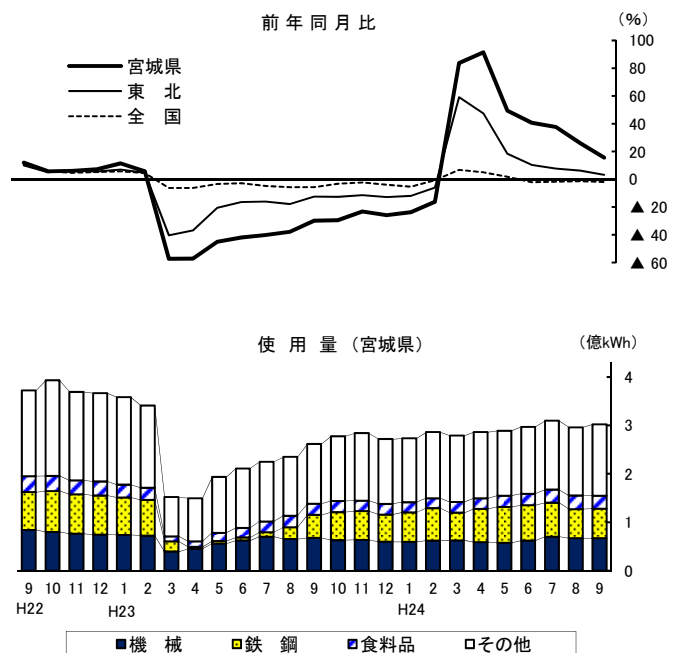 前 年 同 月 比
(%)
宮城県
東 北
全 国
100
80
60
40
20
0
▲ 20
▲ 40
▲ 60
使 用 量 (宮城県)
(億kWh)
4
3
2
1
0
9 10 11 12 1 2 3 4 5 6 7 8 9 10 11 12 1 2 3 4 5 6 7 8 9
H22 H23 H24
機 械 鉄 鋼 食料品 その他